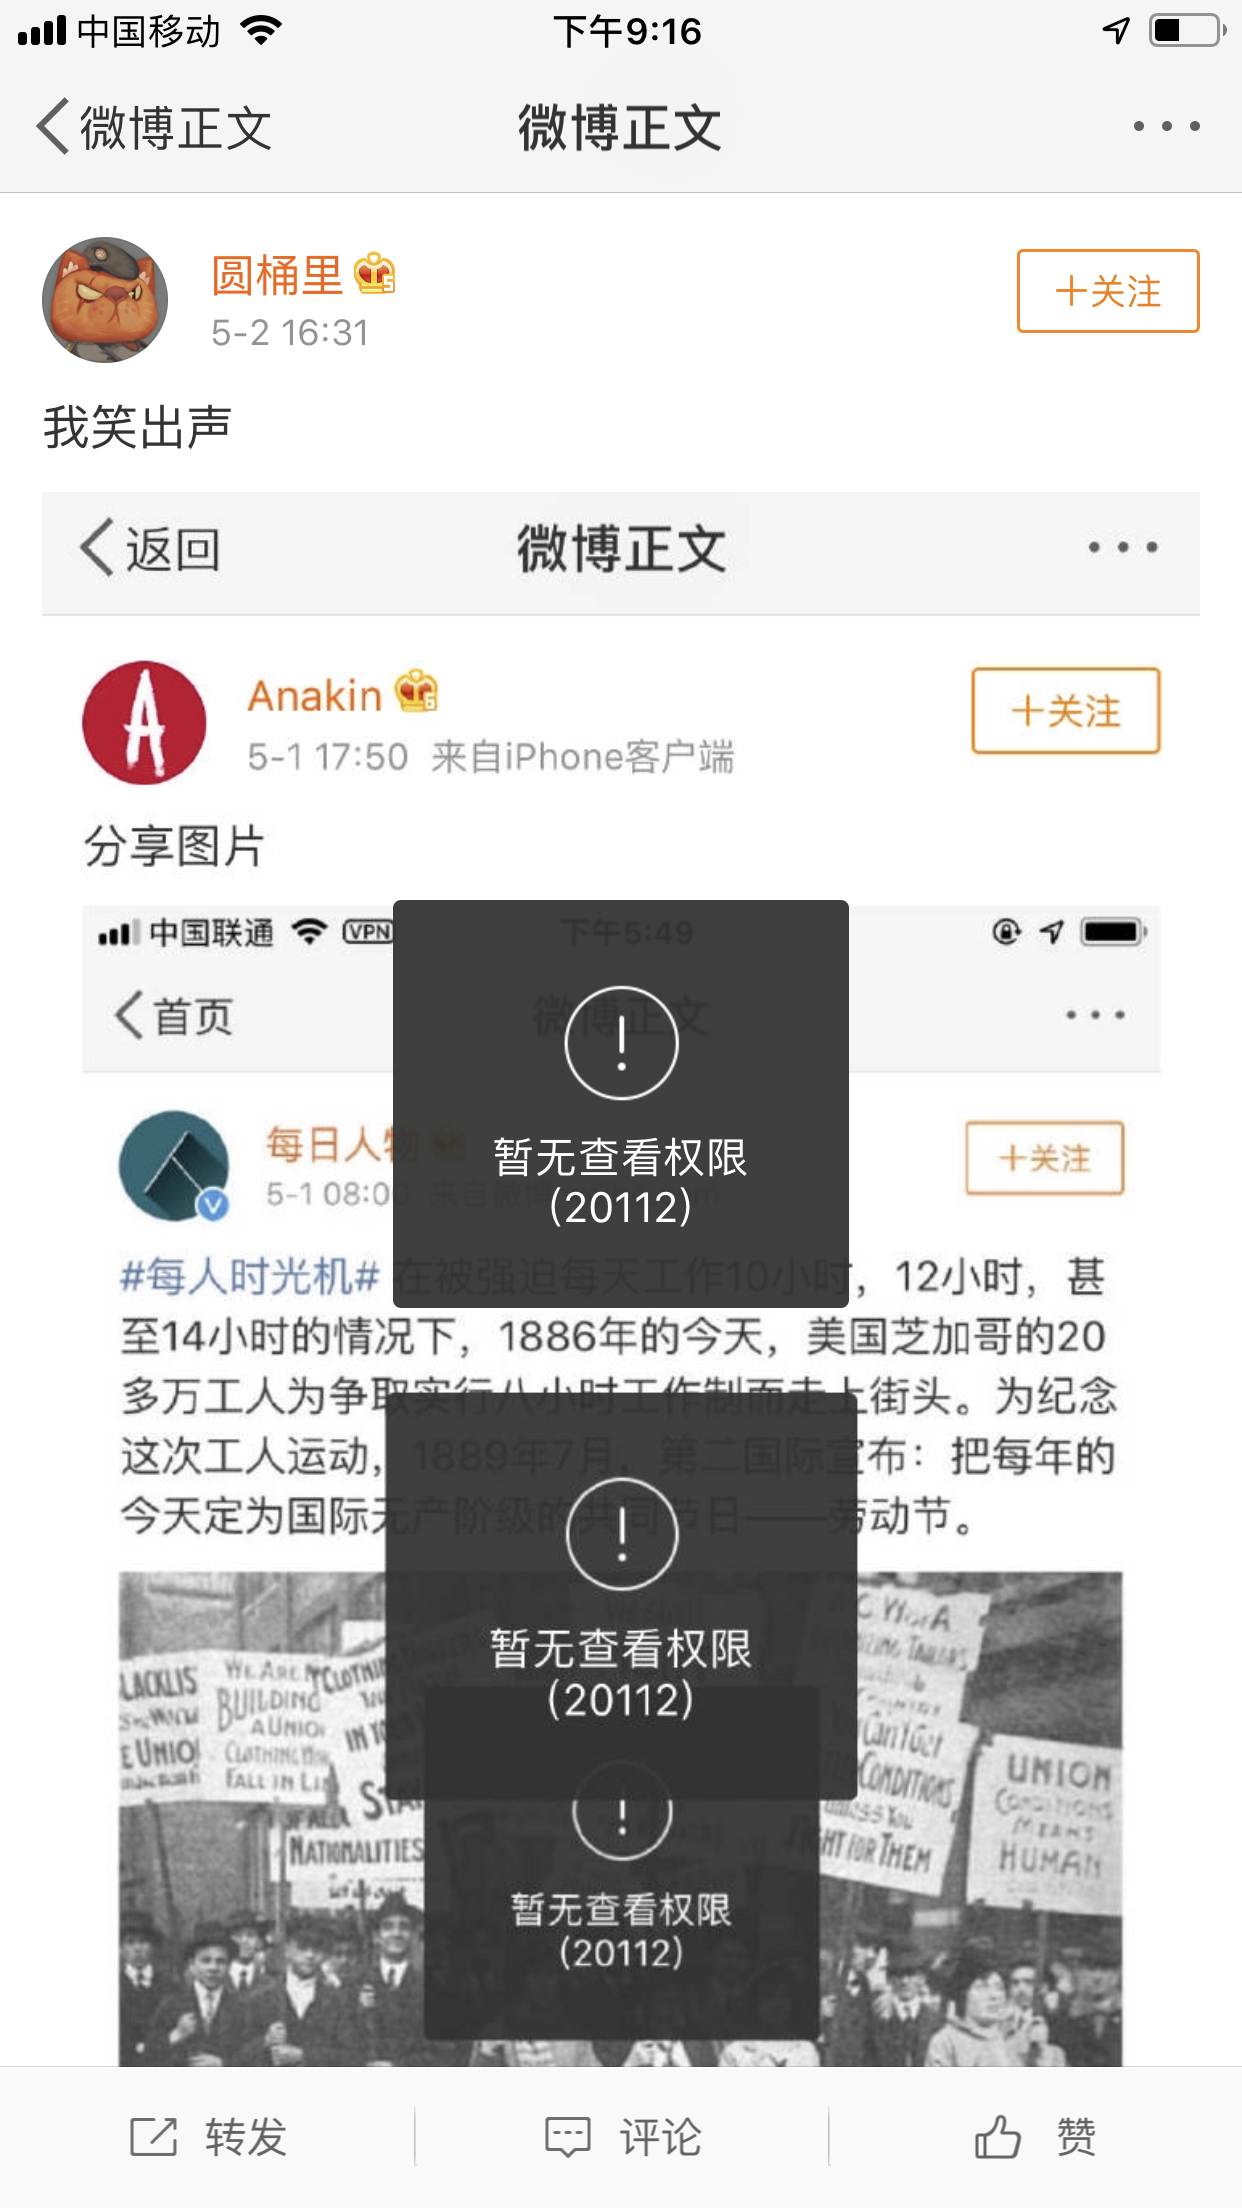 中国移动
下午9:16
微博正文
微博正文
圆桶里
5-2 16:31
+关注
我笑出声
返回
微博正文
Anakin
5-1 17:50 来自iPhone客户端
+关注
分享图片
中国联通
VPN
下午5:49
首页
微博正文
每日人物
5-1 08:00 来自微博
+关注
#每人时光机# 在被强迫每天工作10小时，12小时，甚
至14小时的情况下，1886年的今天，美国芝加哥的20
多万工人为争取实行八小时工作制而走上街头。为纪念
这次工人运动，1889年7月，第二国际宣布：把每年的
今天定为国际无产阶级的共同节日——劳动节。
暂无查看权限
(20112)
暂无查看权限
(20112)
暂无查看权限
(20112)
WE ARE
BUILDING
A UNION
FALL IN LI
NATIONALITIES
CONDITIONS
UNLESS YOU
FOR THEM
UNION
CONDITIONS
MEANS
HUMAN
转发
评论
赞